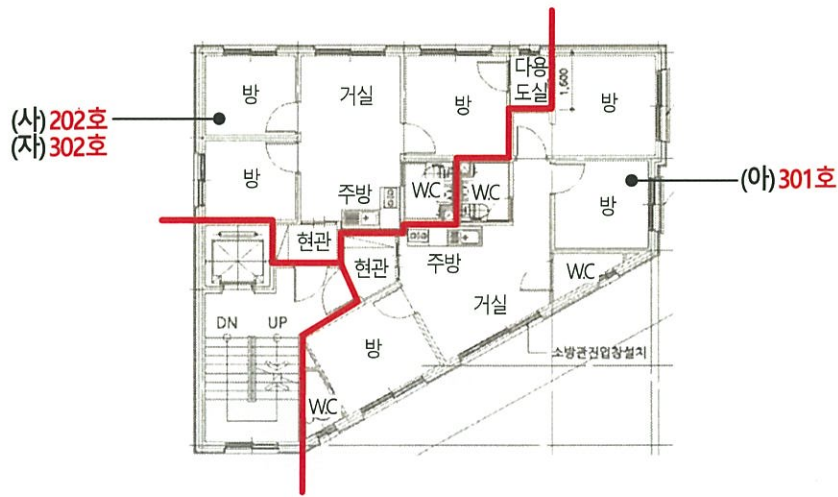 다용
도실
방
거실
방
방
1,600
(사) 202호
(자) 302호
방
W.C
W.C
방
(아) 301호
주방
현관
현관
주방
W.C
거실
DN
UP
방
소방관진입창설치
W.C